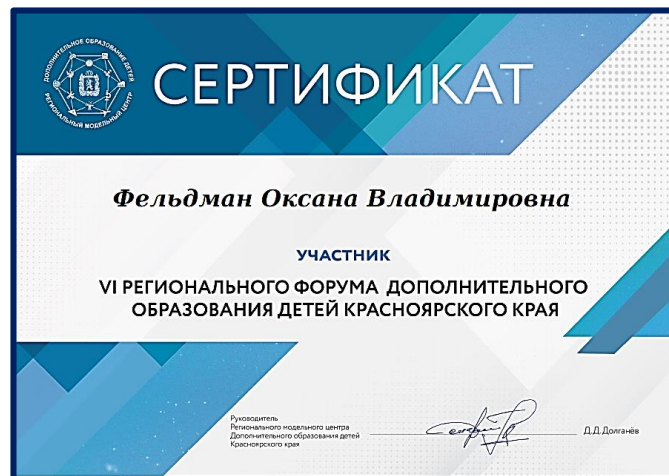 ДОПОЛНИТЕЛЬНОЕ ОБРАЗОВАНИЕ ДЕТЕЙ
РЕГИОНАЛЬНЫЙ МОДЕЛЬНЫЙ ЦЕНТР
СЕРТИФИКАТ
Фельдман Оксана Владимировна
УЧАСТНИК
VI РЕГИОНАЛЬНОГО ФОРУМА ДОПОЛНИТЕЛЬНОГО
ОБРАЗОВАНИЯ ДЕТЕЙ КРАСНОЯРСКОГО КРАЯ
Руководитель
Регионального модельного центра
Дополнительного образования детей
Красноярского края
Д.Д.Долганёв